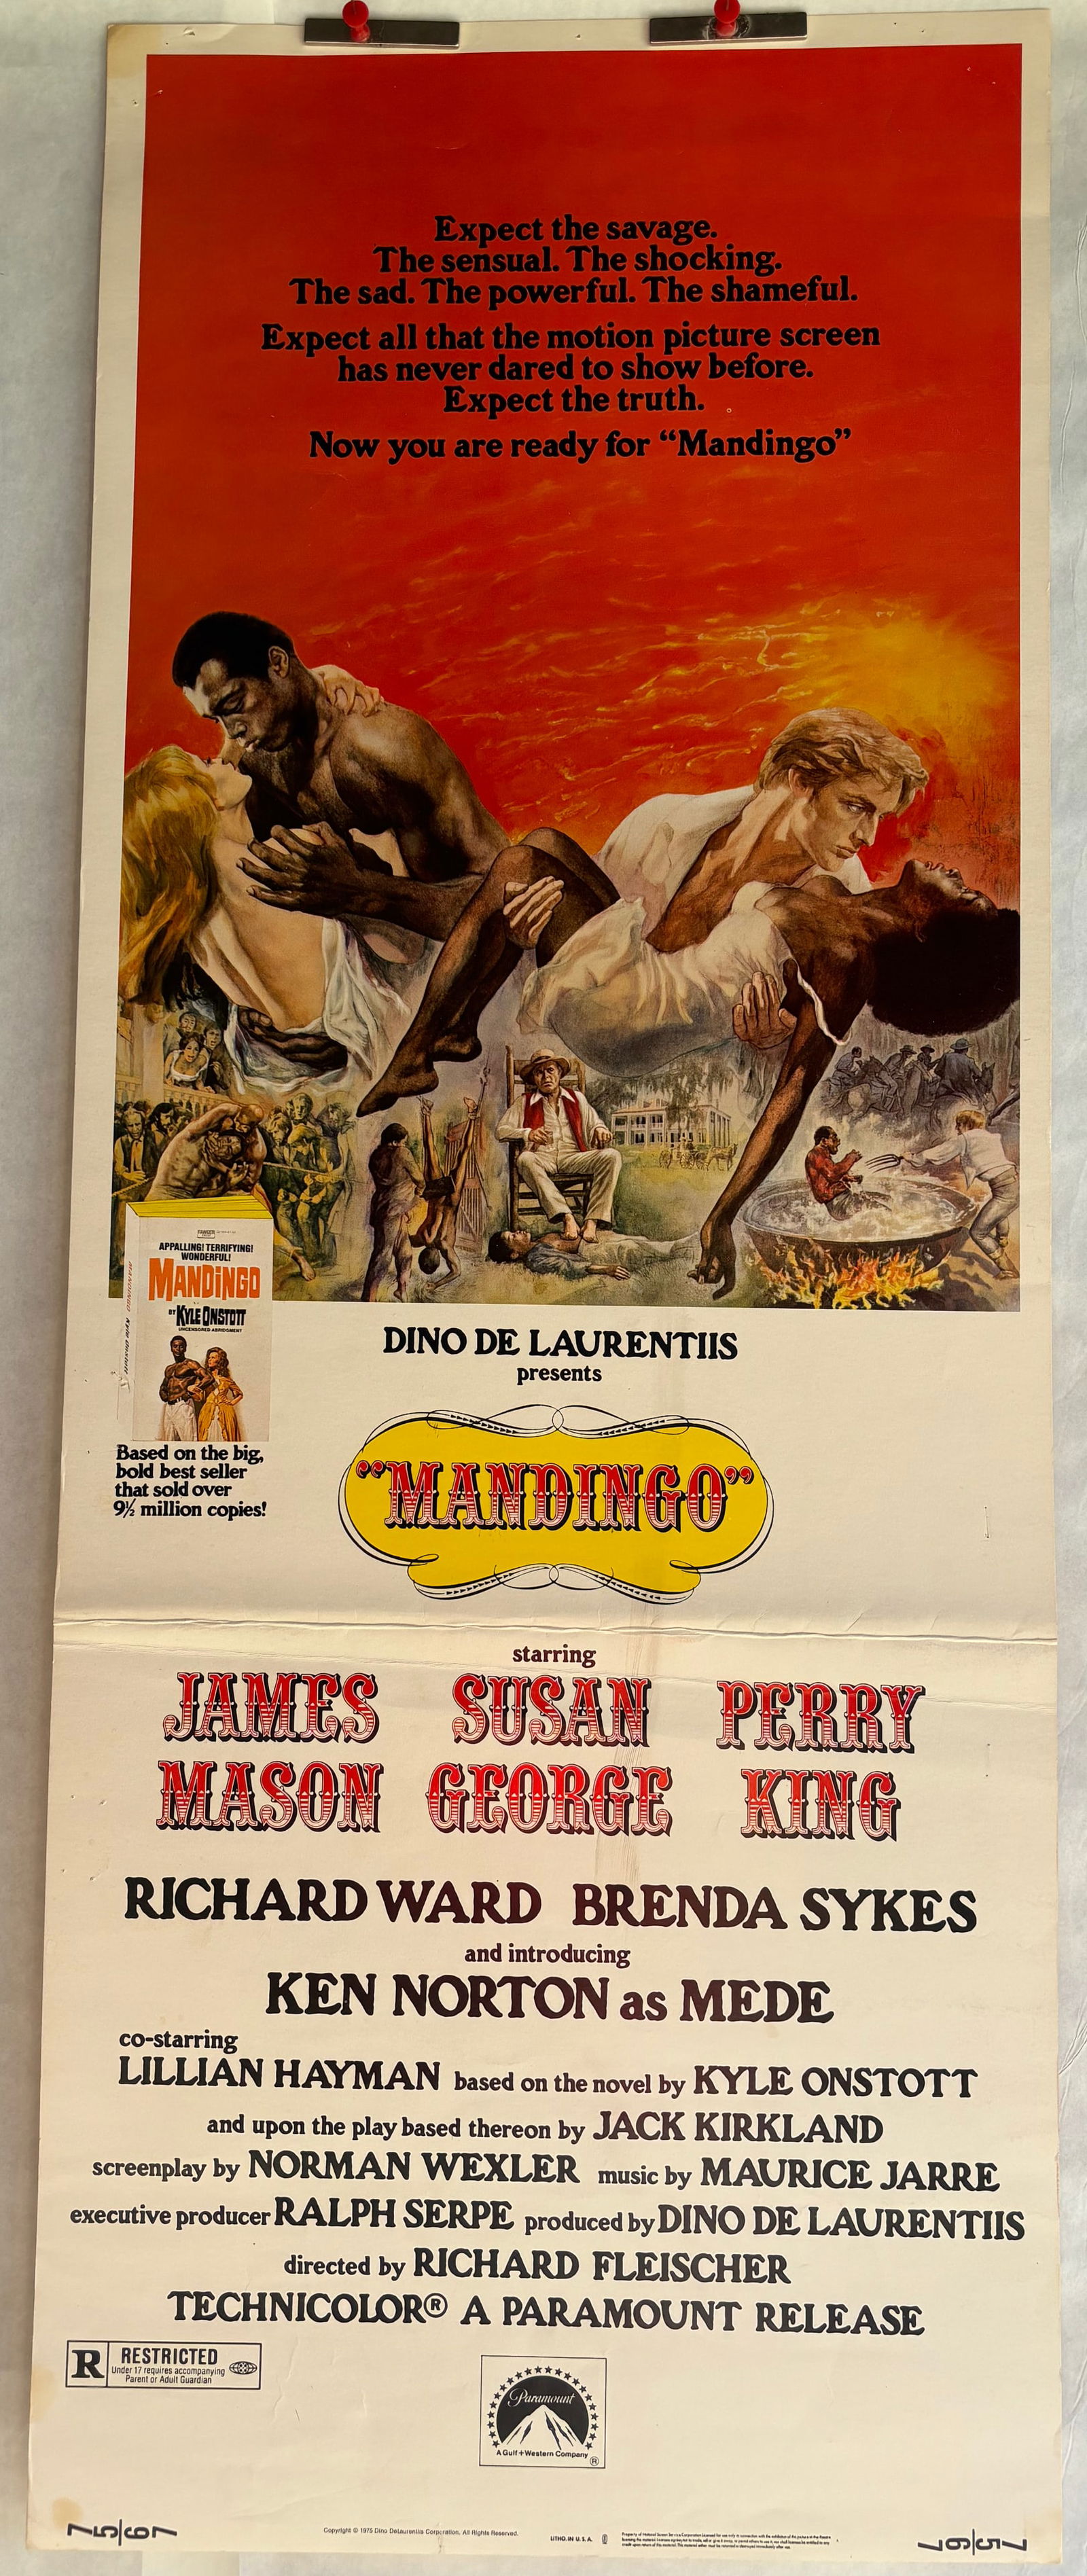 Expect the savage.
The sensual. The shocking.
The sad. The powerful. The shameful.
Expect all that the motion picture screen
has never dared to show before.
Expect the truth.
Now you are ready for “Mandingo”
FAWCETT
APPALLING! TERRIFYING!
WONDERFUL!
MANDiNGO
BY KYLE ONSTOTT
UNCENSORED ABRIDGMENT
MANDINGO KYLE ONSTOTT
Based on the big,
bold best seller
that sold over
9½ million copies!
DINO DE LAURENTIIS
presents
“MANDINGO”
starring
JAMES SUSAN PERRY
MASON GEORGE KING
RICHARD WARD BRENDA SYKES
and introducing
KEN NORTON as MEDE
co-starring
LILLIAN HAYMAN based on the novel by KYLE ONSTOTT
and upon the play based thereon by JACK KIRKLAND
screenplay by NORMAN WEXLER music by MAURICE JARRE
executive producer RALPH SERPE produced by DINO DE LAURENTIIS
directed by RICHARD FLEISCHER
TECHNICOLOR® A PARAMOUNT RELEASE
R RESTRICTED
Under 17 requires accompanying
Parent or Adult Guardian
Paramount
A Gulf+Western Company ®
75/67
Copyright © 1975 Dino DeLaurentiis Corporation. All Rights Reserved.
LITHO. IN U.S.A.
75/67